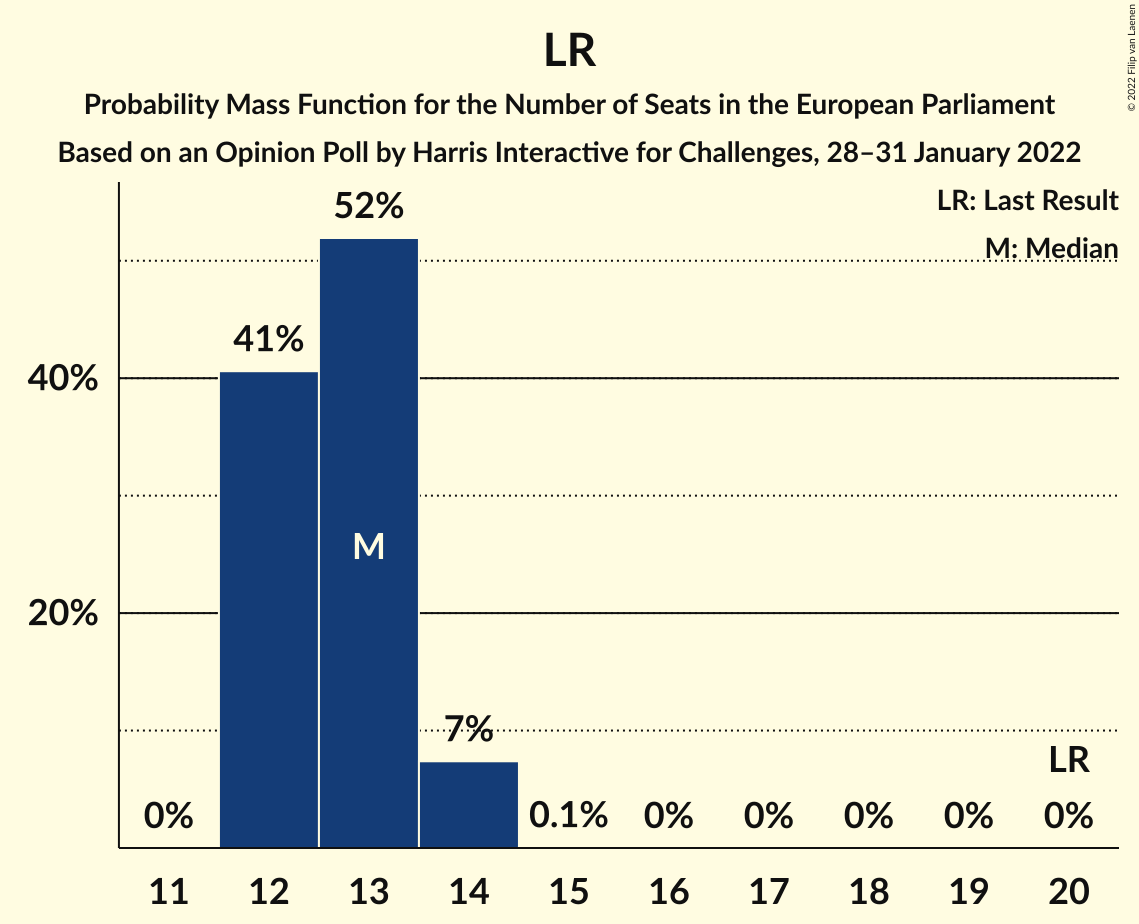 LR
Probability Mass Function for the Number of Seats in the European Parliament
Based on an Opinion Poll by Harris Interactive for Challenges, 28–31 January 2022
© 2022 Filip van Laenen
LR: Last Result
M: Median
52%
41%
40%
M
20%
7%
LR
0%
0.1%
0%
0%
0%
0%
0%
11
12
13
14
15
16
17
18
19
20